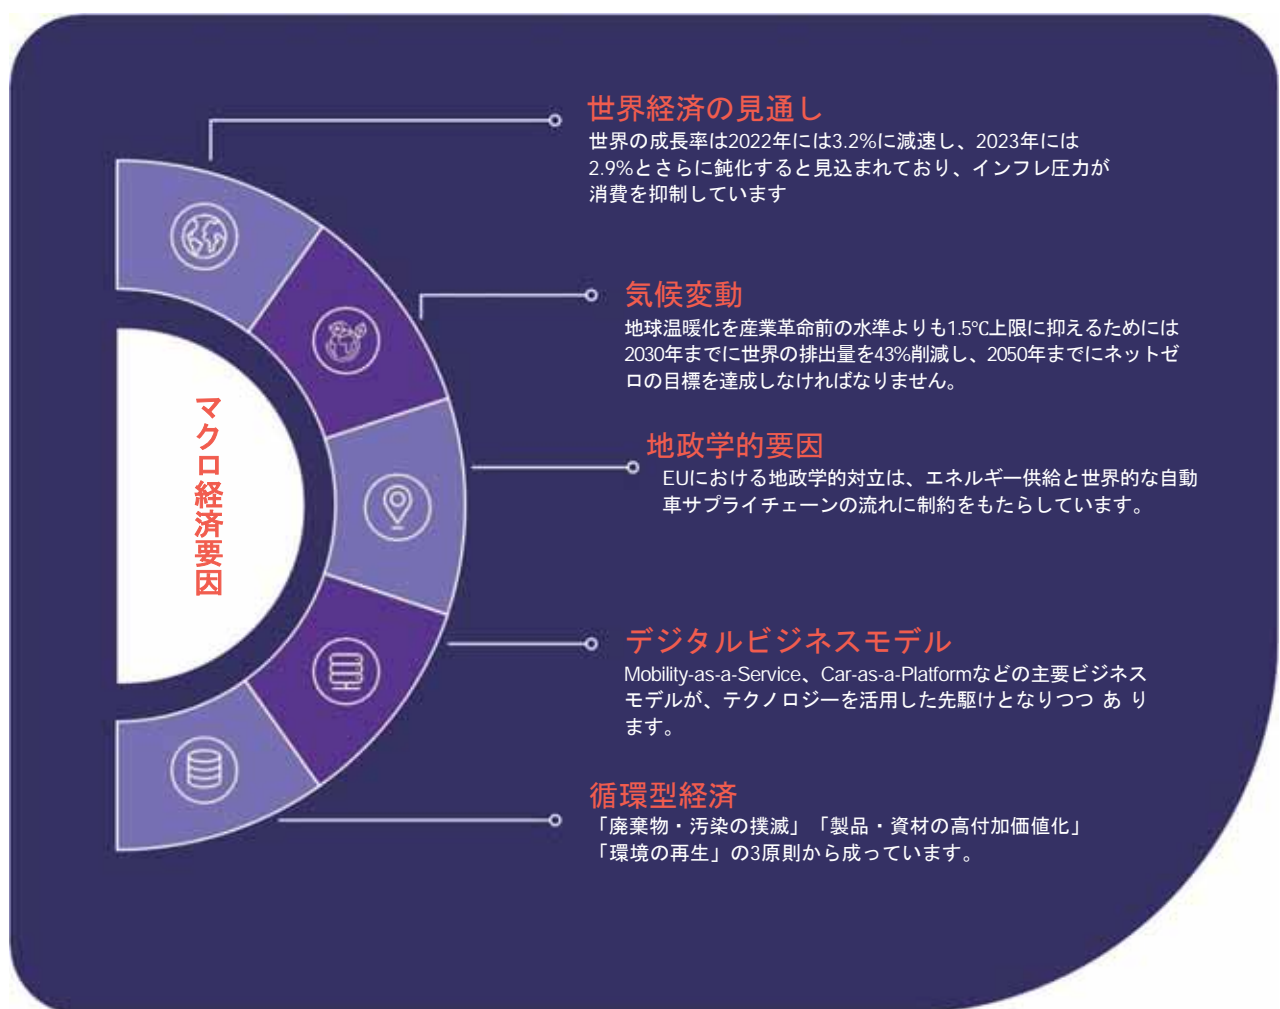 世界経済の見通し
世界の成長率は2022年には3.2%に減速し、2023年には
2.9%とさらに鈍化すると見込まれており、インフレ圧力が
消費を抑制しています
気候変動
地球温暖化を産業革命前の水準よりも1.5℃上限に抑えるためには
2030年までに世界の排出量を43%削減し、2050年までにネットゼ
ロの目標を達成しなければなりません。
マクロ経済要因
地政学的要因
EUにおける地政学的対立は、エネルギー供給と世界的な自動
車サプライチェーンの流れに制約をもたらしています。
デジタルビジネスモデル
Mobility-as-a-Service、Car-as-a-Platformなどの主要ビジネス
モデルが、テクノロジーを活用した先駆けとなりつつ あ り
ます。
循環型経済
「廃棄物・汚染の撲滅」「製品・資材の高付加価値化」
「環境の再生」の3原則から成っています。